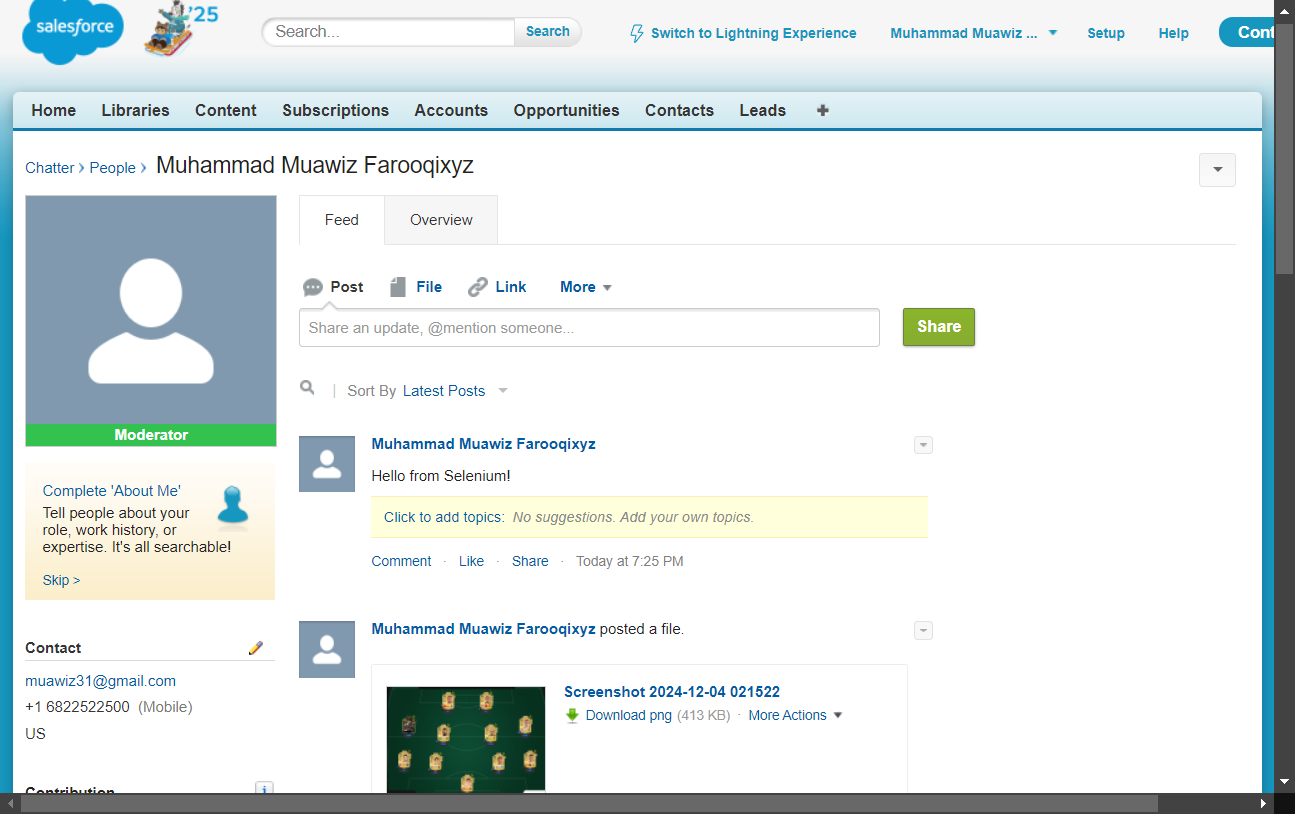 salesforce
'25
Search...
Search
Switch to Lightning Experience
Muhammad Muawiz ...
Setup
Help
Cont
Home
Libraries
Content
Subscriptions
Accounts
Opportunities
Contacts
Leads
Chatter › People › Muhammad Muawiz Farooqixyz
Feed
Overview
Post
File
Link
More
Share an update, @mention someone...
Share
Sort By Latest Posts
Moderator
Complete 'About Me'
Tell people about your
role, work history, or
expertise. It's all searchable!
Skip >
Contact
muawiz31@gmail.com
+1 6822522500 (Mobile)
US
Contribution
Muhammad Muawiz Farooqixyz
Hello from Selenium!
Click to add topics: No suggestions. Add your own topics.
Comment · Like · Share · Today at 7:25 PM
Muhammad Muawiz Farooqixyz posted a file.
Screenshot 2024-12-04 021522
Download png (413 KB) · More Actions